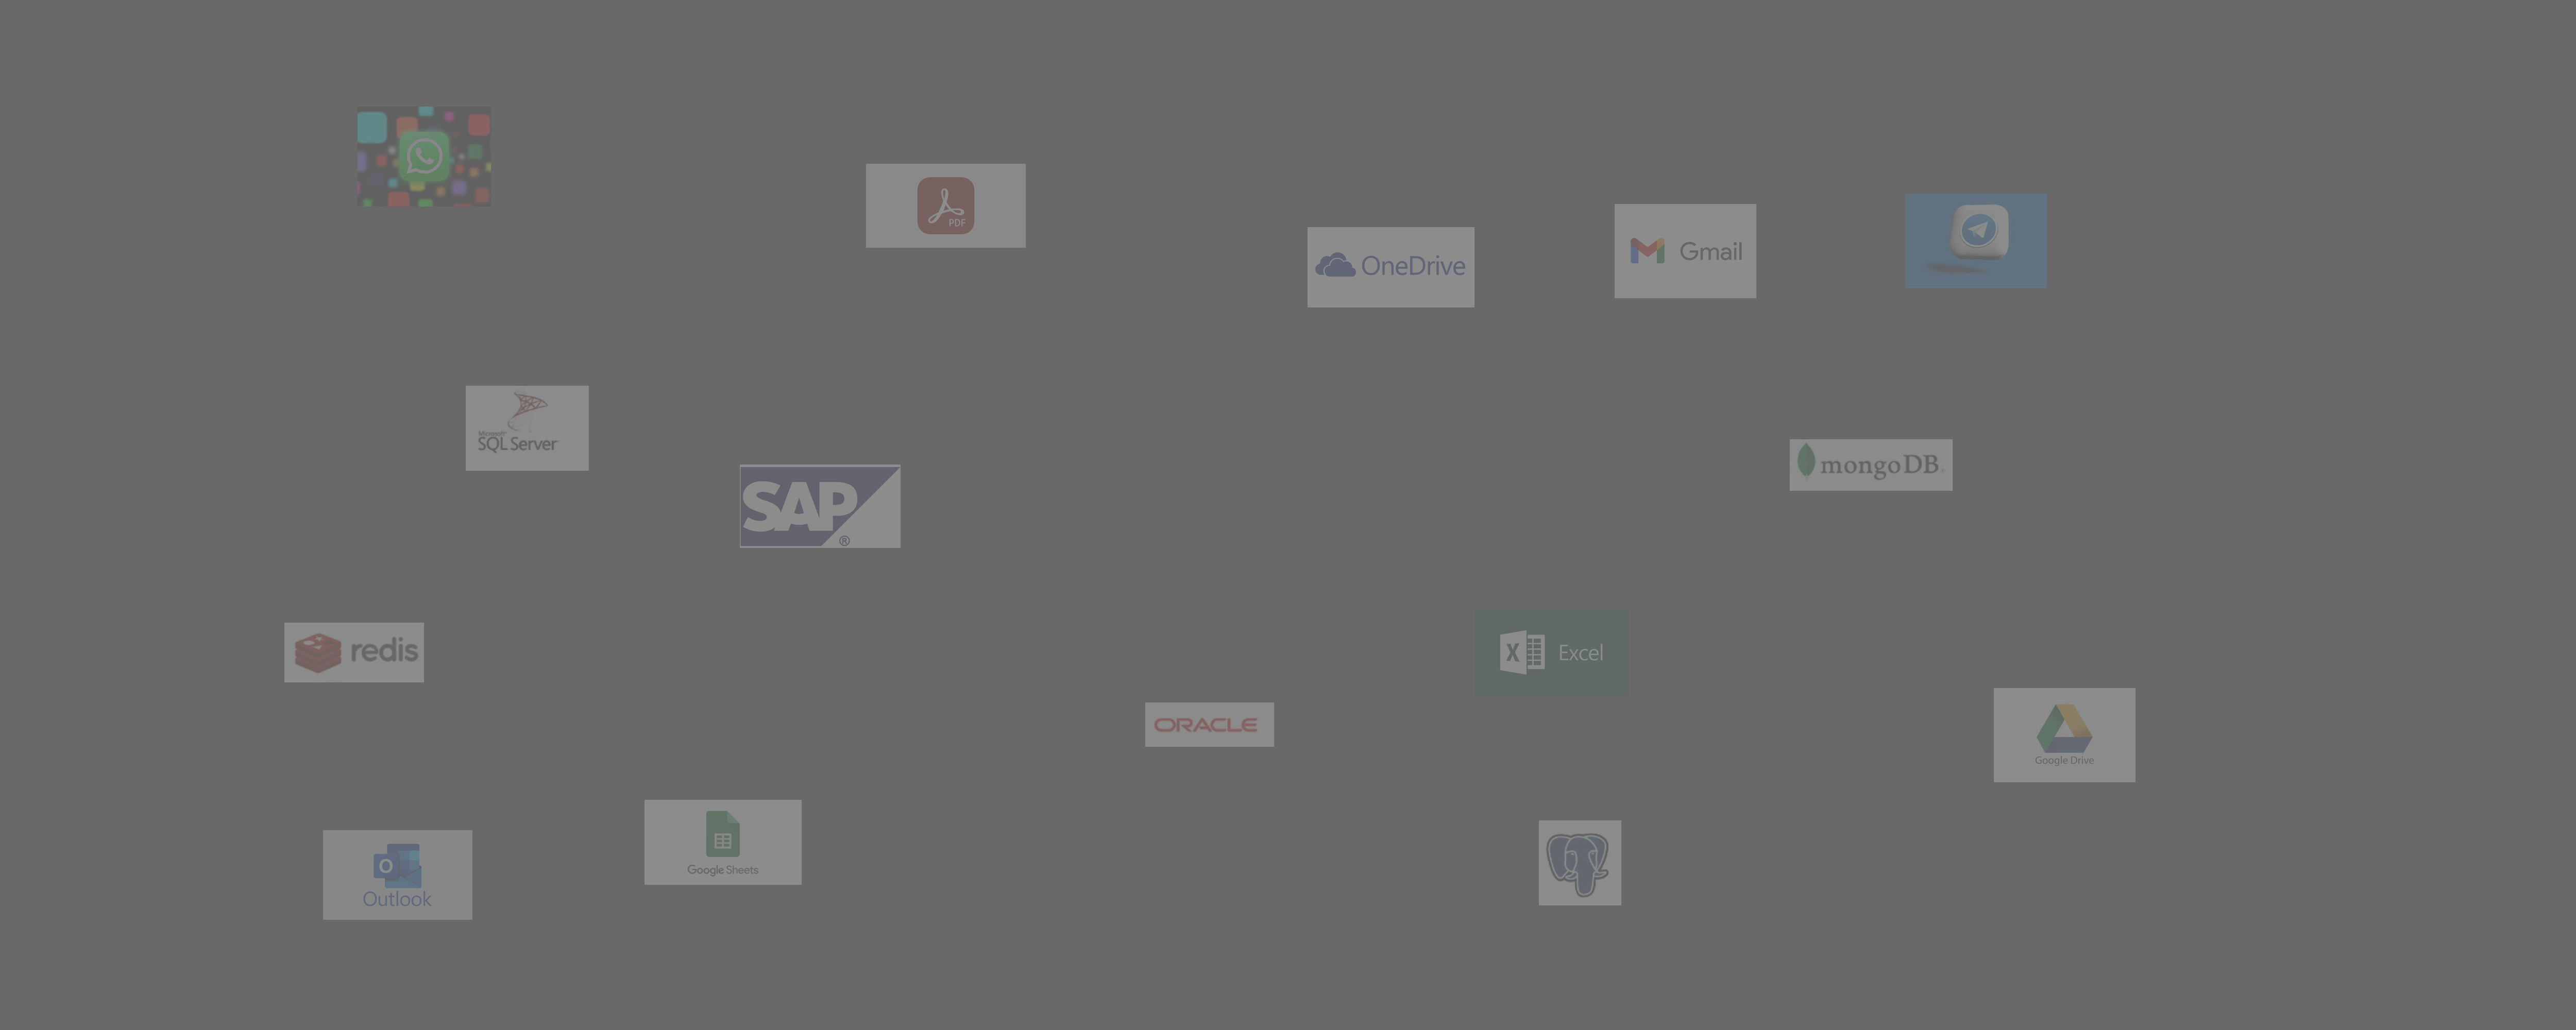 PDF
OneDrive
Gmail
Microsoft
SQL Server
mongoDB
SAP
®
redis
Excel
ORACLE
Google Drive
Google Sheets
Outlook